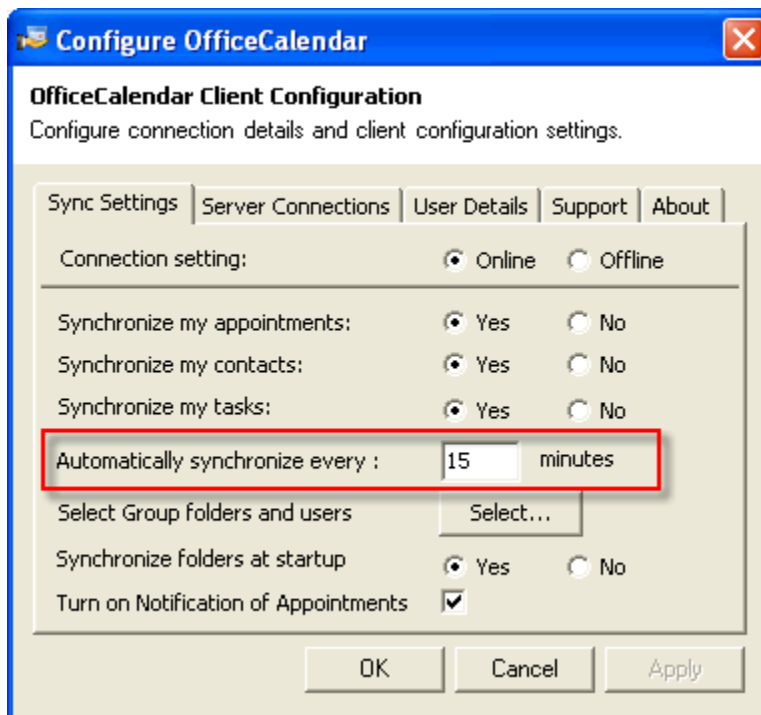 Configure OfficeCalendar
OfficeCalendar Client Configuration
Configure connection details and client configuration settings.
Sync Settings Server Connections User Details Support About
Connection setting: Online Offline
Synchronize my appointments: Yes No
Synchronize my contacts: Yes No
Synchronize my tasks: Yes No
Automatically synchronize every : 15 minutes
Select Group folders and users Select...
Synchronize folders at startup Yes No
Turn on Notification of Appointments
OK Cancel Apply